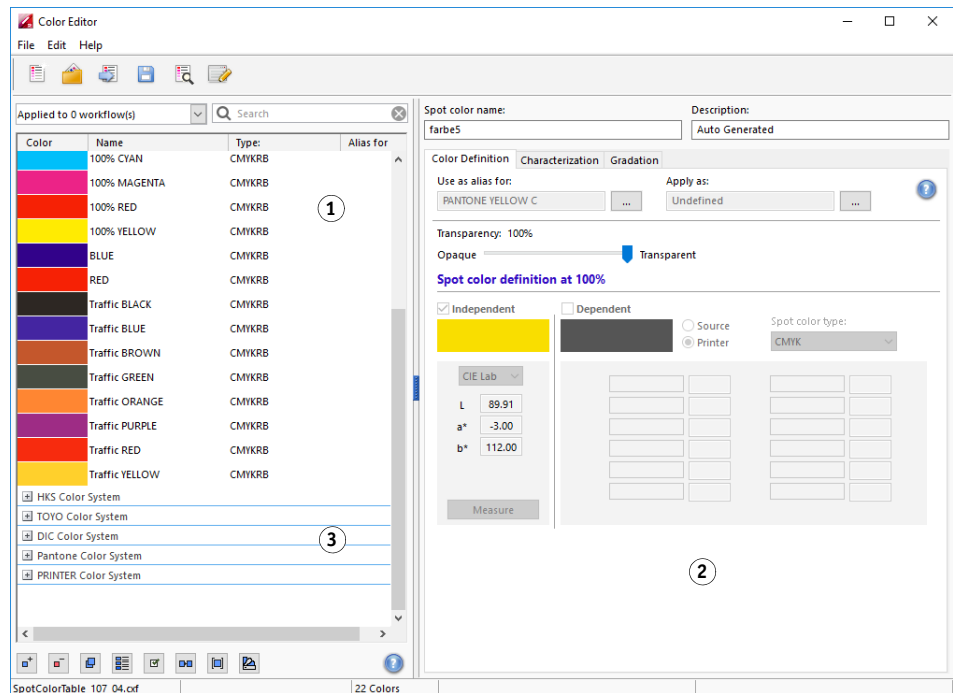 Color Editor
File Edit Help
Applied to 0 workflow(s) Search
Color Name Type: Alias for
100% CYAN CMYKRB
100% MAGENTA CMYKRB
100% RED CMYKRB
100% YELLOW CMYKRB
BLUE CMYKRB
RED CMYKRB
Traffic BLACK CMYKRB
Traffic BLUE CMYKRB
Traffic BROWN CMYKRB
Traffic GREEN CMYKRB
Traffic ORANGE CMYKRB
Traffic PURPLE CMYKRB
Traffic RED CMYKRB
Traffic YELLOW CMYKRB
1
HKS Color System
TOYO Color System
DIC Color System
Pantone Color System
PRINTER Color System
3
SpotColorTable_107_04.cxf 22 Colors
Spot color name: Description:
farbe5 Auto Generated
Color Definition Characterization Gradation
Use as alias for: Apply as:
PANTONE YELLOW C ... Undefined ...
?
Transparency: 100%
Opaque Transparent
Spot color definition at 100%
Independent Dependent
Source
Printer
Spot color type:
CMYK
CIE Lab
L 89.91
a* -3.00
b* 112.00
Measure
2
?